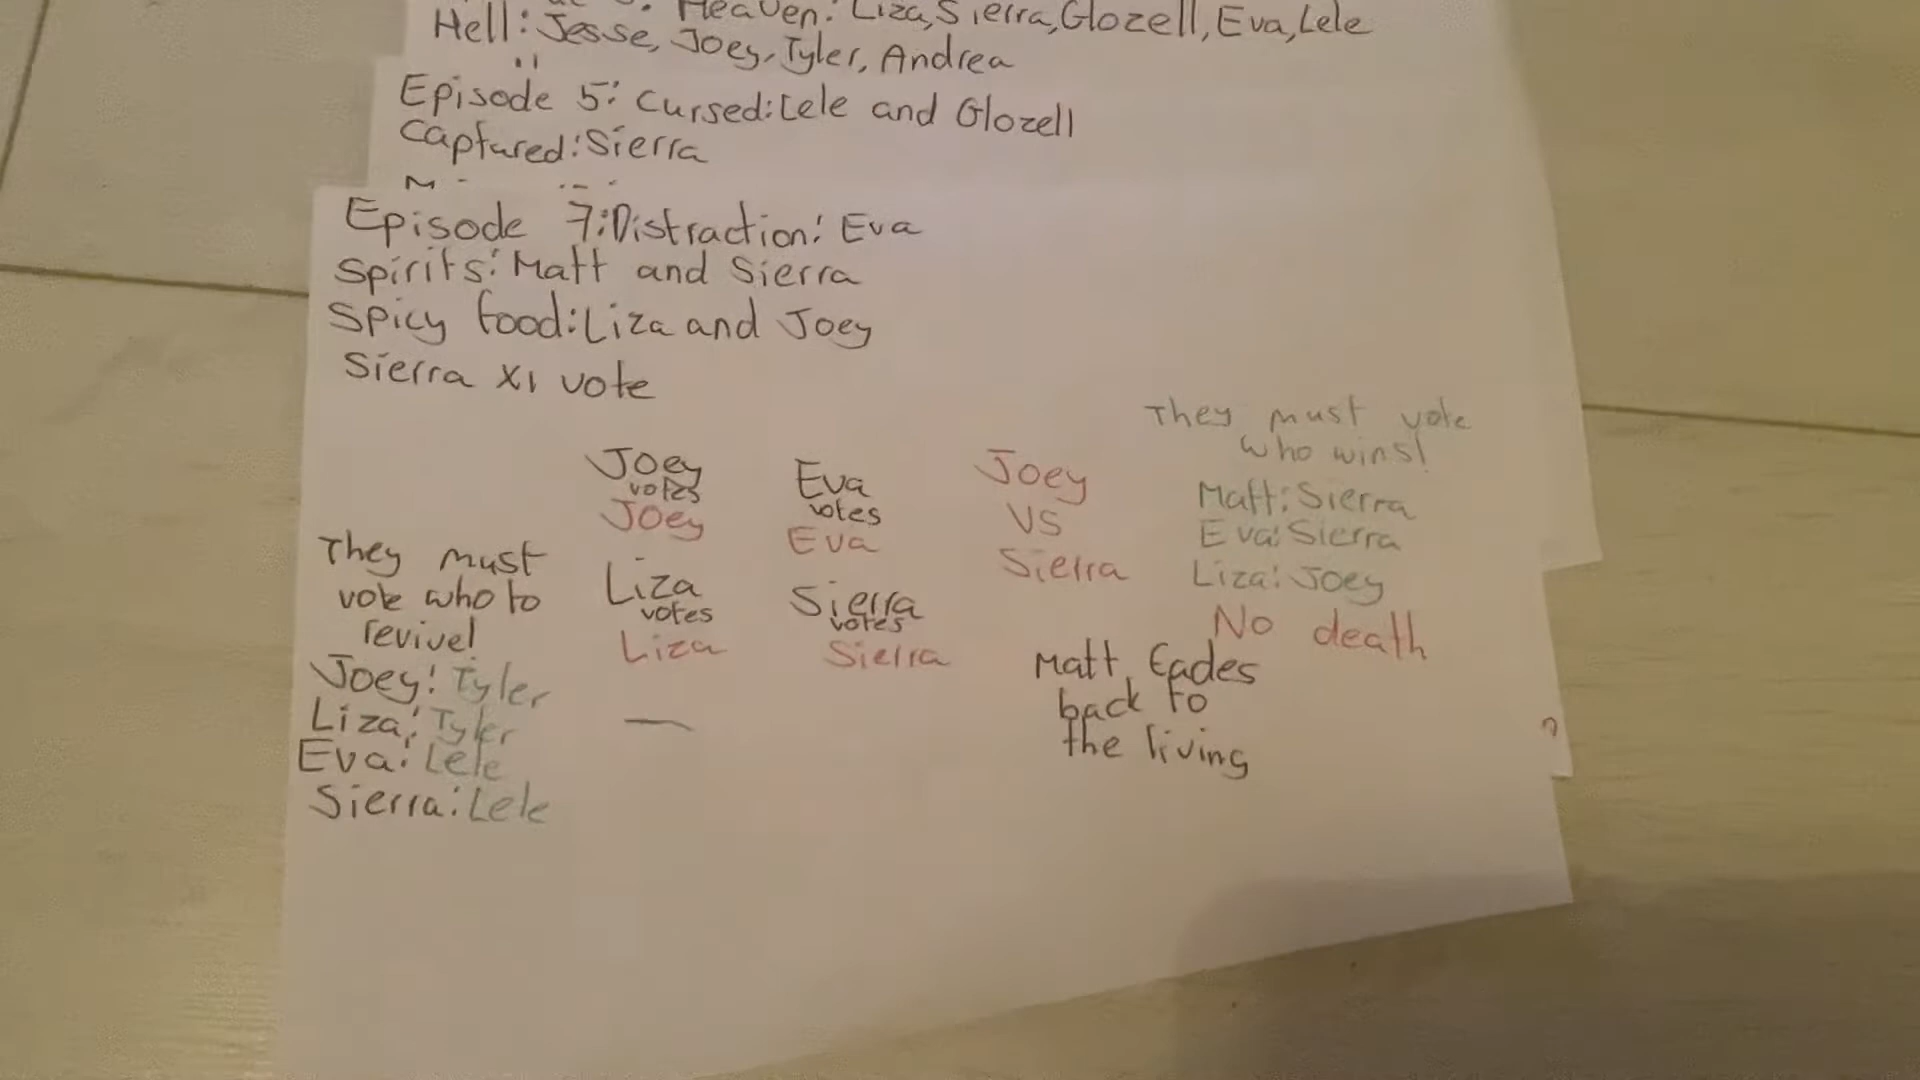 Heaven: Liza, Sierra, Glozell, Eva, Lele
Hell: Jesse, Joey, Tyler, Andrea
Episode 5: Cursed: Lele and Glozell
Captured: Sierra
Episode 7: Distraction: Eva
Spirits: Matt and Sierra
Spicy food: Liza and Joey
Sierra x1 vote
They must
vote who to
revive!
Joey: Tyler
Liza: Tyler
Eva: Lele
Sierra: Lele
Joey
votes
Joey
Liza
votes
Liza
Eva
votes
Eva
Sierra
votes
Sierra
Joey
VS
Sierra
They must vote
who wins!
Matt: Sierra
Eva: Sierra
Liza: Joey
No death
Matt, Eades
back to
the living